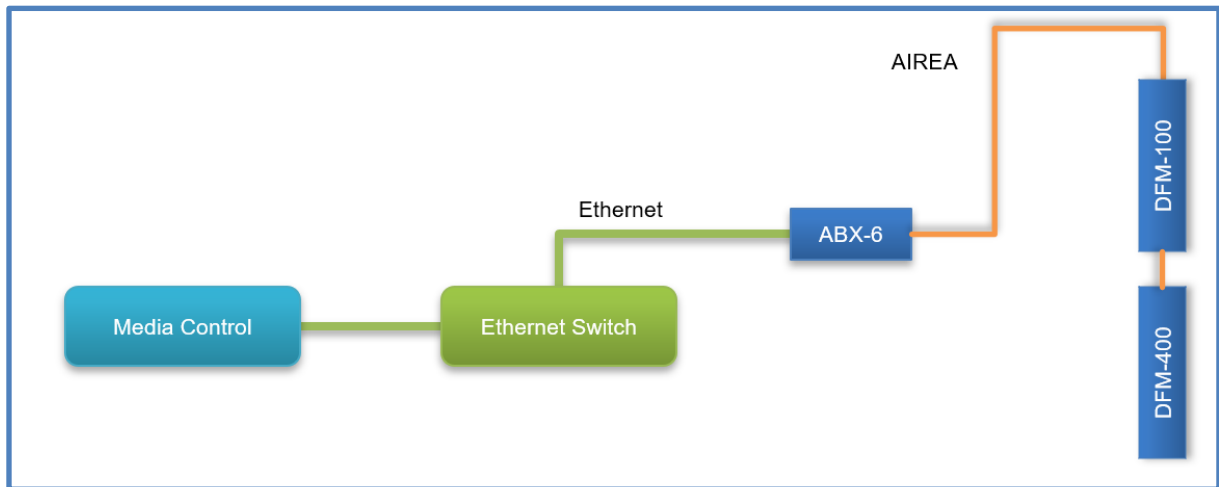 AIREA
DFM-100
Ethernet
ABX-6
Media Control
Ethernet Switch
DFM-400